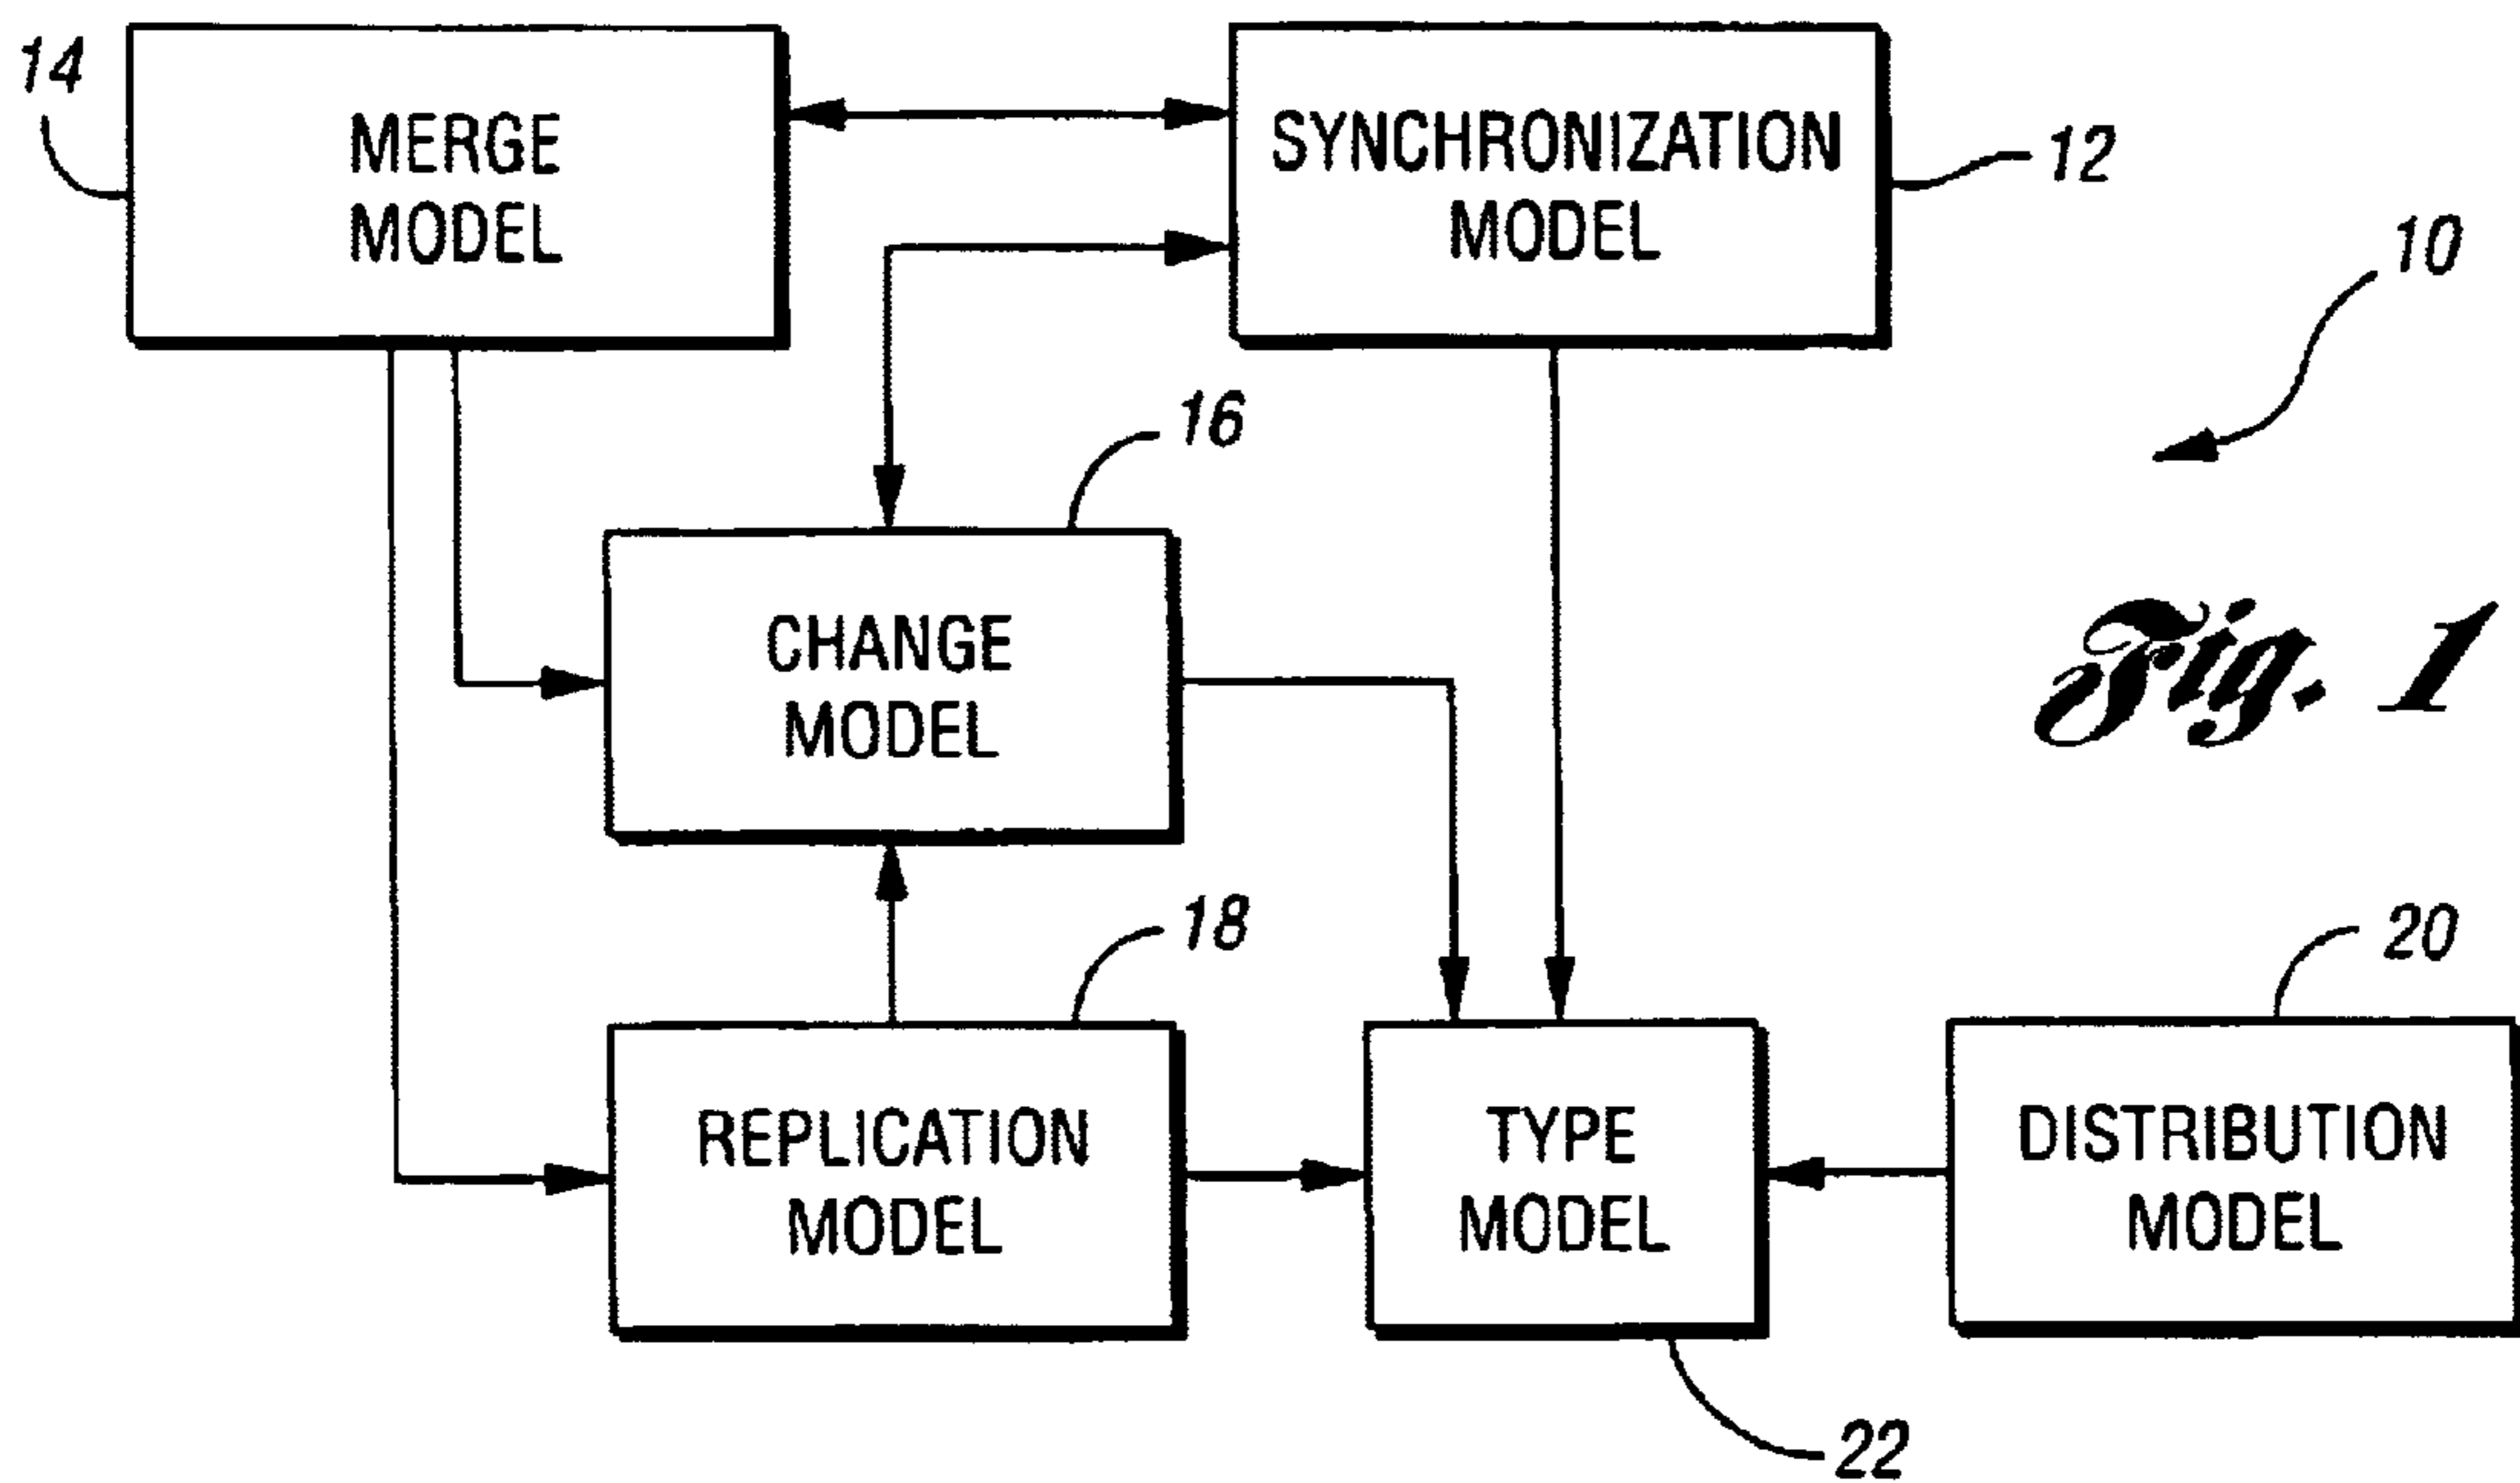 14
MERGE
MODEL
SYNCHRONIZATION
MODEL
12
10
16
CHANGE
MODEL
Fig. 1
18
REPLICATION
MODEL
TYPE
MODEL
20
DISTRIBUTION
MODEL
22